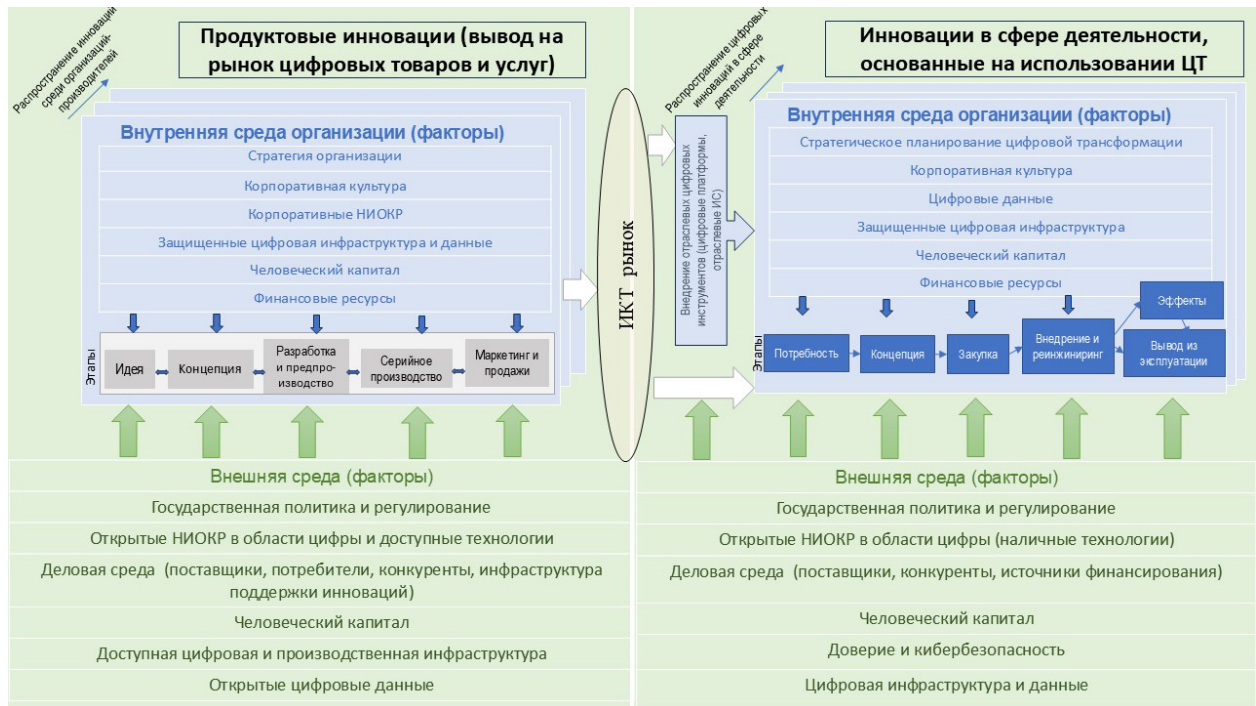 Распространение инноваций
среди организаций-
производителей
Продуктовые инновации (вывод на
рынок цифровых товаров и услуг)
Внутренняя среда организации (факторы)
Стратегия организации
Корпоративная культура
Корпоративные НИОКР
Защищенные цифровая инфраструктура и данные
Человеческий капитал
Финансовые ресурсы
Этапы
Идея
Концепция
Разработка
и предпро-
изводство
Серийное
производство
Маркетинг и
продажи
Внешняя среда (факторы)
Государственная политика и регулирование
Открытые НИОКР в области цифры и доступные технологии
Деловая среда (поставщики, потребители, конкуренты, инфраструктура
поддержки инноваций)
Человеческий капитал
Доступная цифровая и производственная инфраструктура
Открытые цифровые данные
ИКТ рынок
Распространение цифровых
инноваций в сфере
деятельности
Инновации в сфере деятельности,
основанные на использовании ЦТ
Внедрение отраслевых цифровых
инструментов (цифровые платформы,
отраслевые ИС)
Внутренняя среда организации (факторы)
Стратегическое планирование цифровой трансформации
Корпоративная культура
Цифровые данные
Защищенные цифровая инфраструктура
Человеческий капитал
Финансовые ресурсы
Этапы
Потребность
Концепция
Закупка
Внедрение и
реинжиниринг
Эффекты
Вывод из
эксплуатации
Внешняя среда (факторы)
Государственная политика и регулирование
Открытые НИОКР в области цифры (наличные технологии)
Деловая среда (поставщики, конкуренты, источники финансирования)
Человеческий капитал
Доверие и кибербезопасность
Цифровая инфраструктура и данные